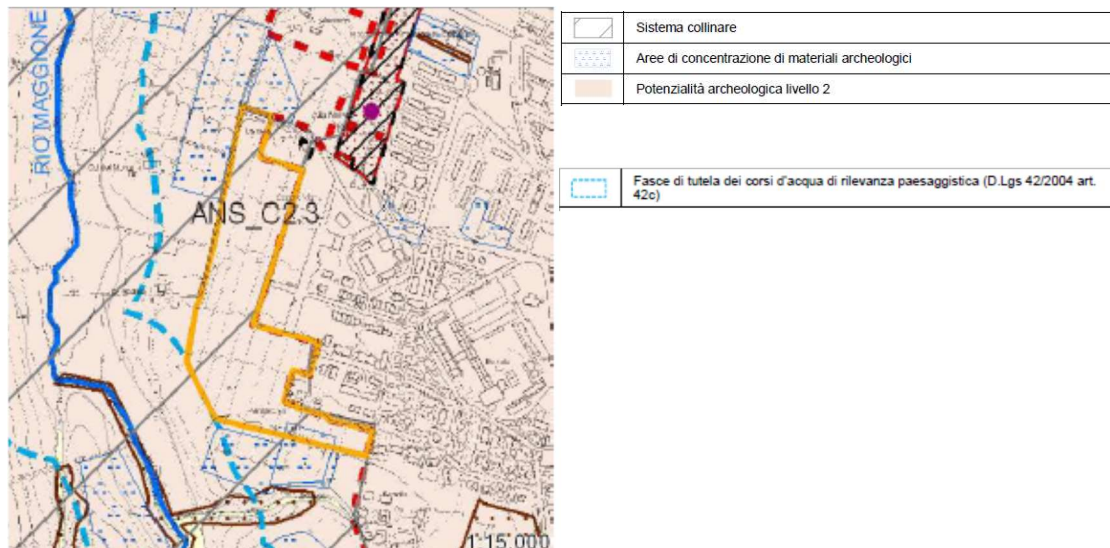 RIO MAGGIONE
ANS_C2.3
1:15.000
Sistema collinare
Aree di concentrazione di materiali archeologici
Potenzialità archeologica livello 2
Fasce di tutela dei corsi d'acqua di rilevanza paesaggistica (D.Lgs 42/2004 art.
42c)